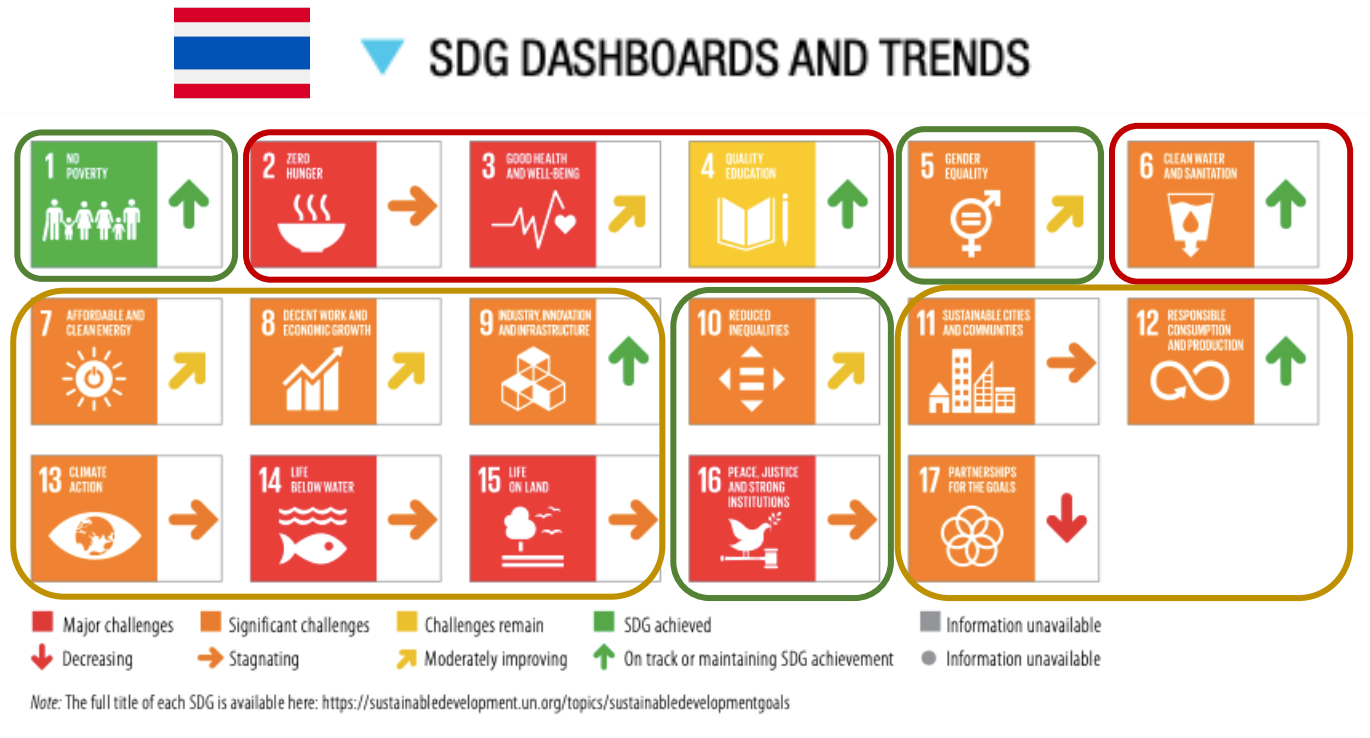 SDG DASHBOARDS AND TRENDS
1 NO
POVERTY
2 ZERO
HUNGER
3 GOOD HEALTH
AND WELL-BEING
4 QUALITY
EDUCATION
5 GENDER
EQUALITY
6 CLEAN WATER
AND SANITATION
7 AFFORDABLE AND
CLEAN ENERGY
8 DECENT WORK AND
ECONOMIC GROWTH
9 INDUSTRY, INNOVATION
AND INFRASTRUCTURE
10 REDUCED
INEQUALITIES
11 SUSTAINABLE CITIES
AND COMMUNITIES
12 RESPONSIBLE
CONSUMPTION
AND PRODUCTION
13 CLIMATE
ACTION
14 LIFE
BELOW WATER
15 LIFE
ON LAND
16 PEACE, JUSTICE
AND STRONG
INSTITUTIONS
17 PARTNERSHIPS
FOR THE GOALS
Major challenges Significant challenges Challenges remain SDG achieved Information unavailable
Decreasing Stagnating Moderately improving On track or maintaining SDG achievement Information unavailable
Note: The full title of each SDG is available here: https://sustainabledevelopment.un.org/topics/sustainabledevelopmentgoals